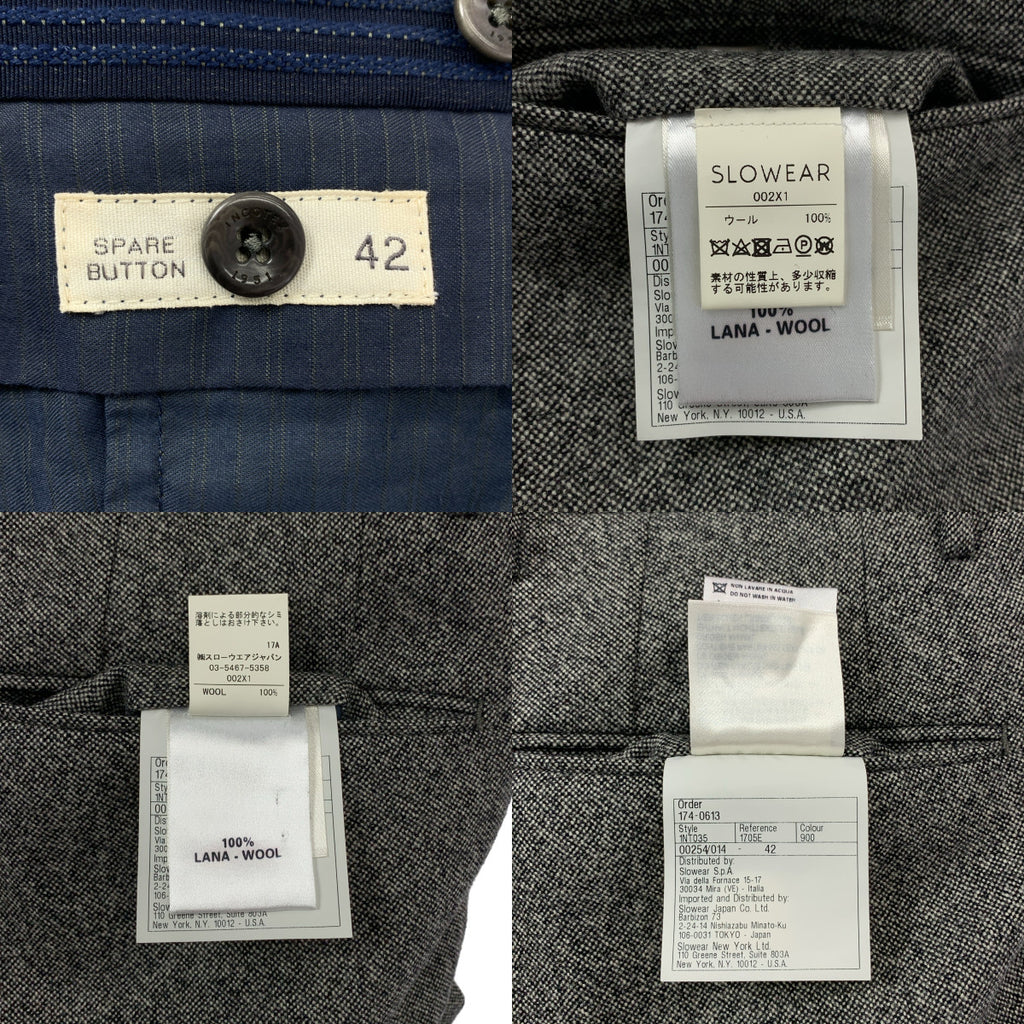 SPARE
BUTTON
INCOTEX
1951
42
SLOWEAR
002X1
ウール 100%
素材の性質上、多少収縮
する可能性があります。
100%
LANA - WOOL
New York, N.Y. 10012 - U.S.A.
溶剤による部分的なシミ
落としはおさけ下さい。
17A
㈱スローウエアジャパン
03-5467-5358
002X1
WOOL 100%
100%
LANA - WOOL
110 Greene Street, Suite 803A
New York, N.Y. 10012 - U.S.A.
NON LAVARE IN ACQUA
DO NOT WASH IN WATER
Order
174-0613
Style Reference Colour
1NT035 1705E 900
00254/014 - 42
Distributed by:
Slowear S.p.A.
Via della Fornace 15-17
30034 Mira (VE) - Italia
Imported and Distributed by:
Slowear Japan Co. Ltd.
Barbizon 73
2-24-14 Nishiazabu Minato-Ku
106-0031 TOKYO - Japan
Slowear New York Ltd.
110 Greene Street, Suite 803A
New York, N.Y. 10012 - U.S.A.